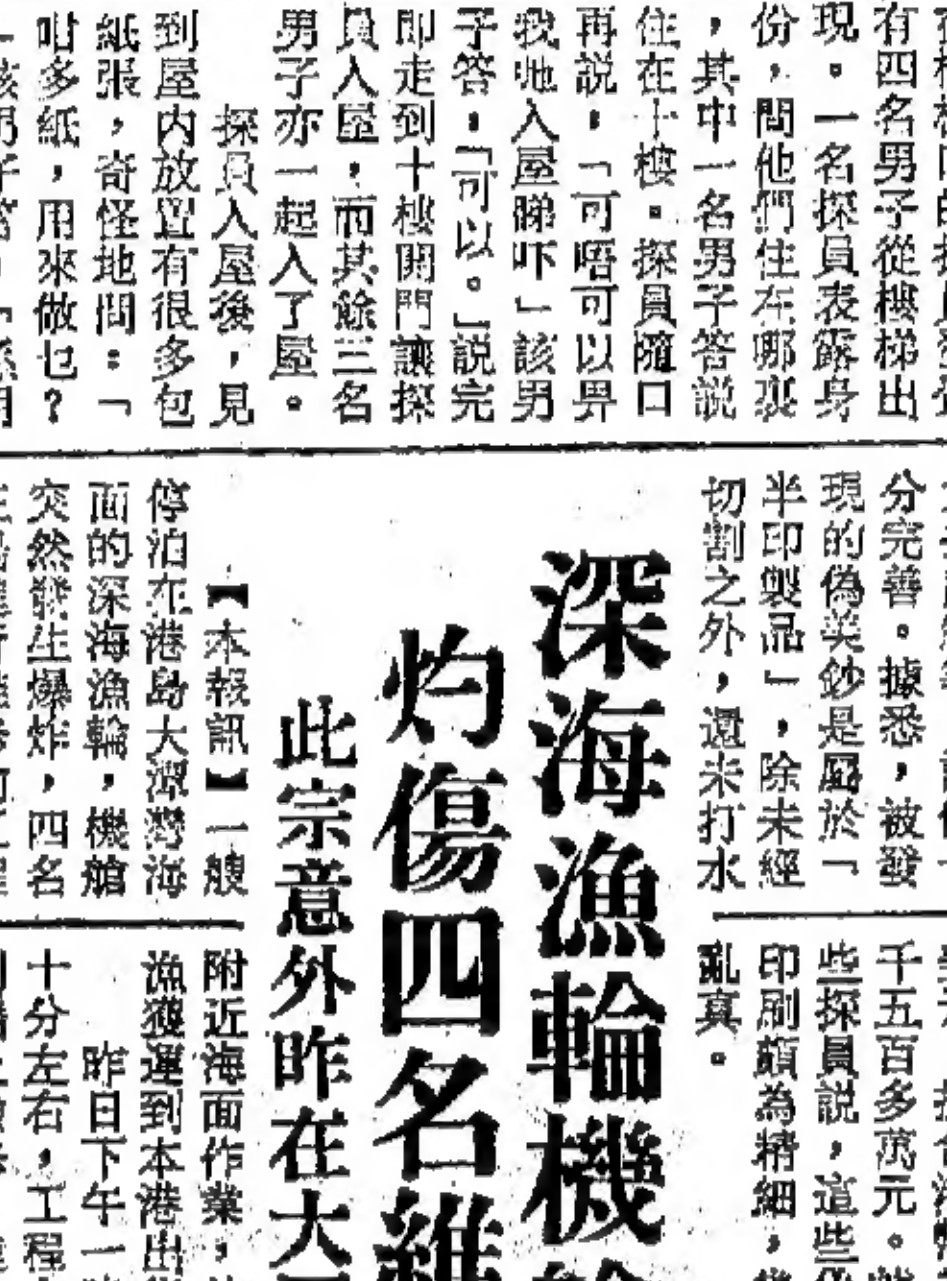 有四名男子從樓梯出
現。一名探員表露身
份，問他們住在哪裏
，其中一名男子答説
住在十樓。探員隨口
再説：「可唔可以畀
我哋入屋睇吓」該男
子答：「可以。」説完
即走到十樓開門讓探
員入屋，而其餘三名
男子亦一起入了屋。
探員入屋後，見
到屋内放置有很多包
紙張，奇怪地問：「
咁多紙，用來做乜？
分完善。據悉，被發
現的偽美鈔是屬於「
半印製品」，除未經
切割之外，還未打水
深海漁輪機
灼傷四名維
此宗意外昨在大
【本報訊】一艘
停泊在港島大潭灣海
面的深海漁輪，機艙
突然發生爆炸，四名
千五百多萬元。
些探員説，這些
印刷頗為精細，
亂真。
附近海面作業，
漁獲運到本港出
昨日下午一
十分左右，工程